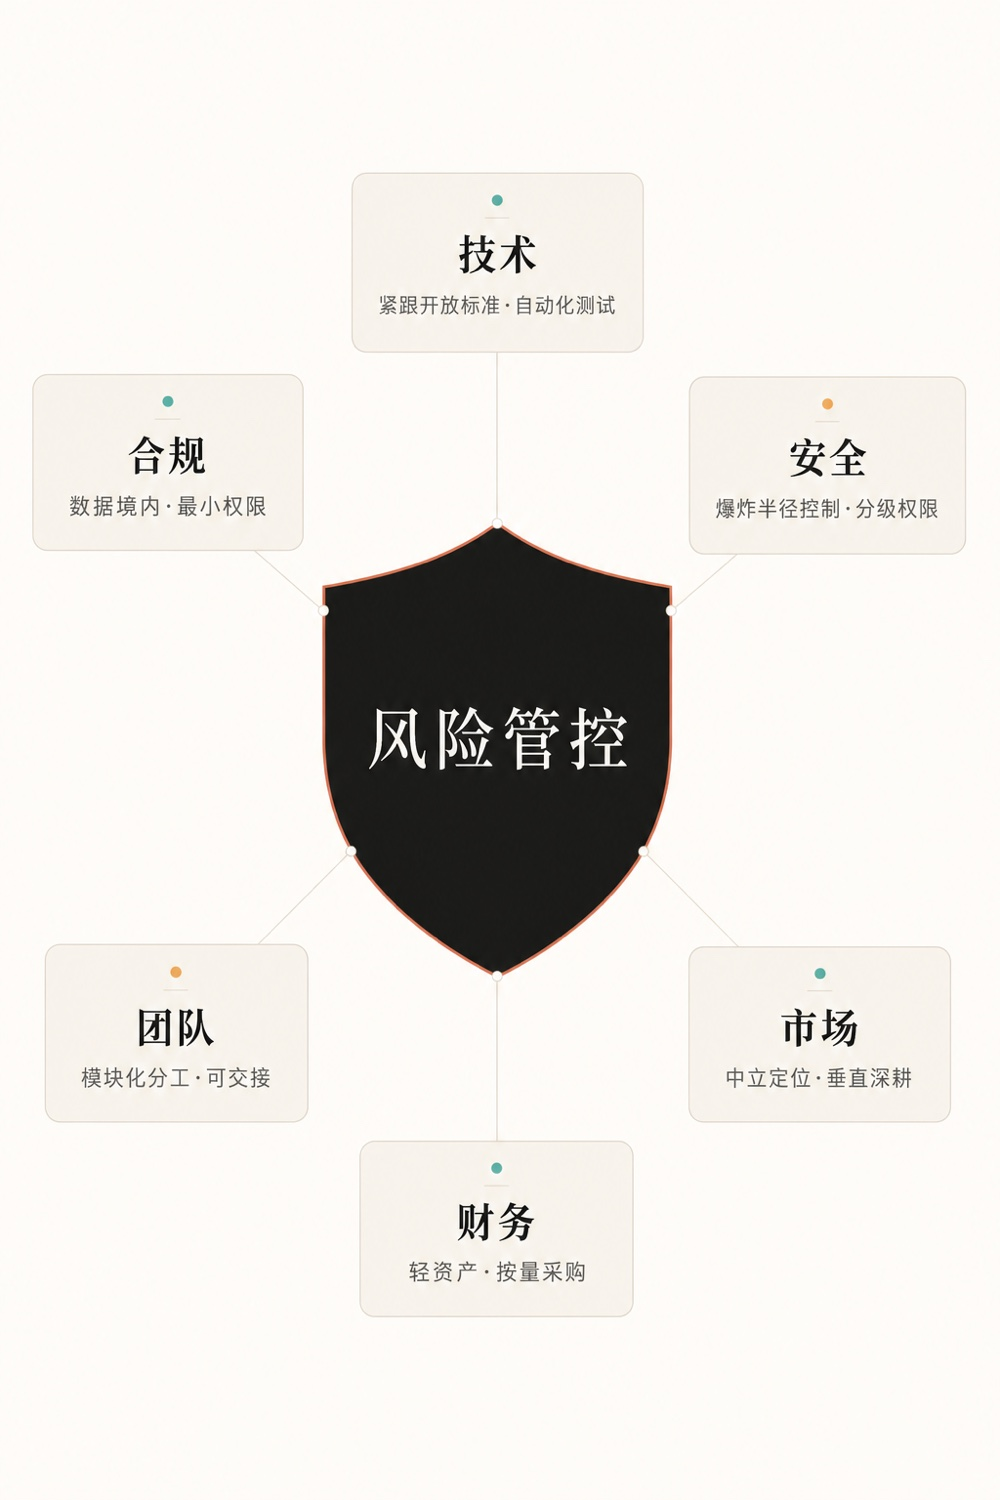 技术
紧跟开放标准·自动化测试
合规
数据境内·最小权限
安全
爆炸半径控制·分级权限
风险管控
团队
模块化分工·可交接
市场
中立定位·垂直深耕
财务
轻资产·按量采购